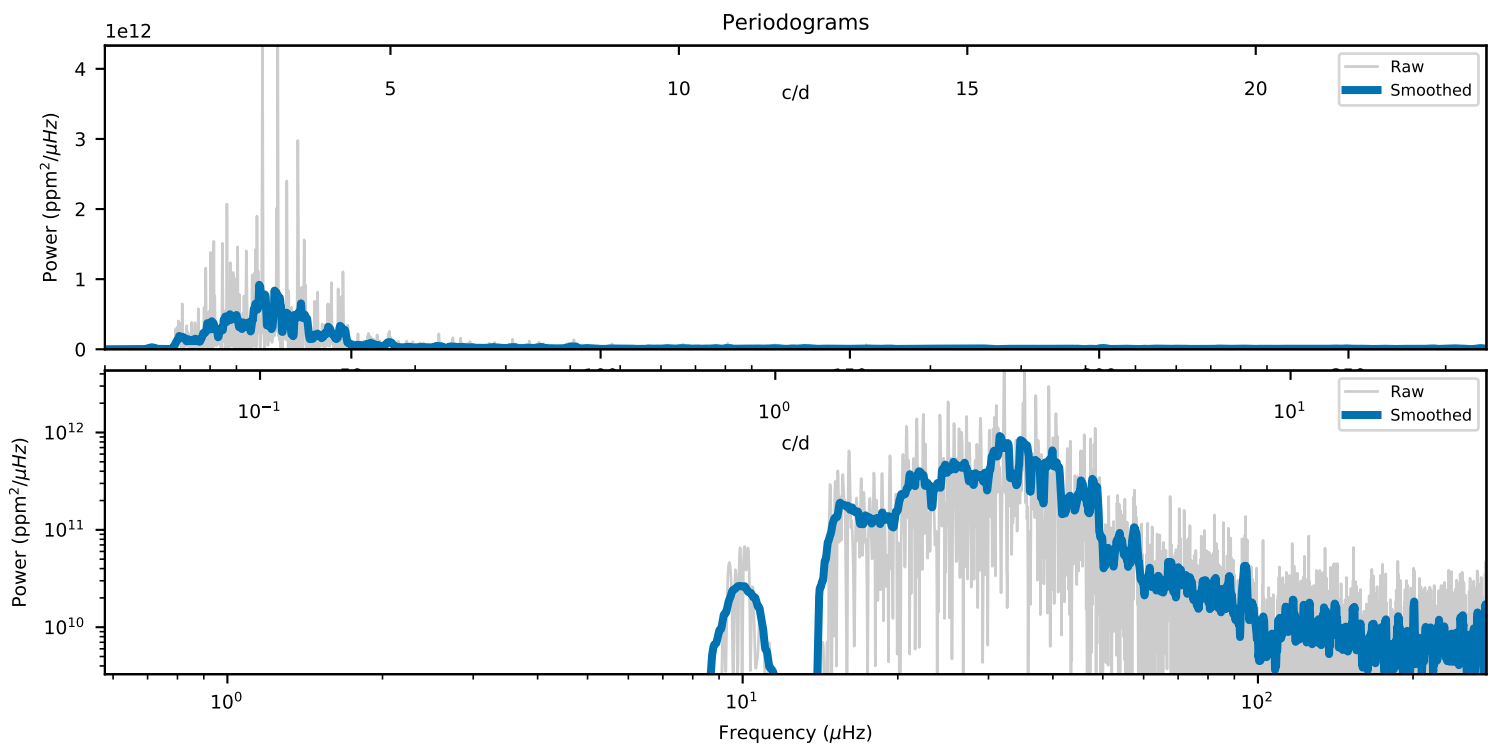 Periodograms
1e12
Power (ppm²/μHz)
4
3
2
1
0
5
10
15
20
c/d
Raw
Smoothed
Power (ppm²/μHz)
10¹²
10¹¹
10¹⁰
10⁻¹
10⁰
10¹
c/d
Raw
Smoothed
10⁰
10¹
10²
Frequency (μHz)